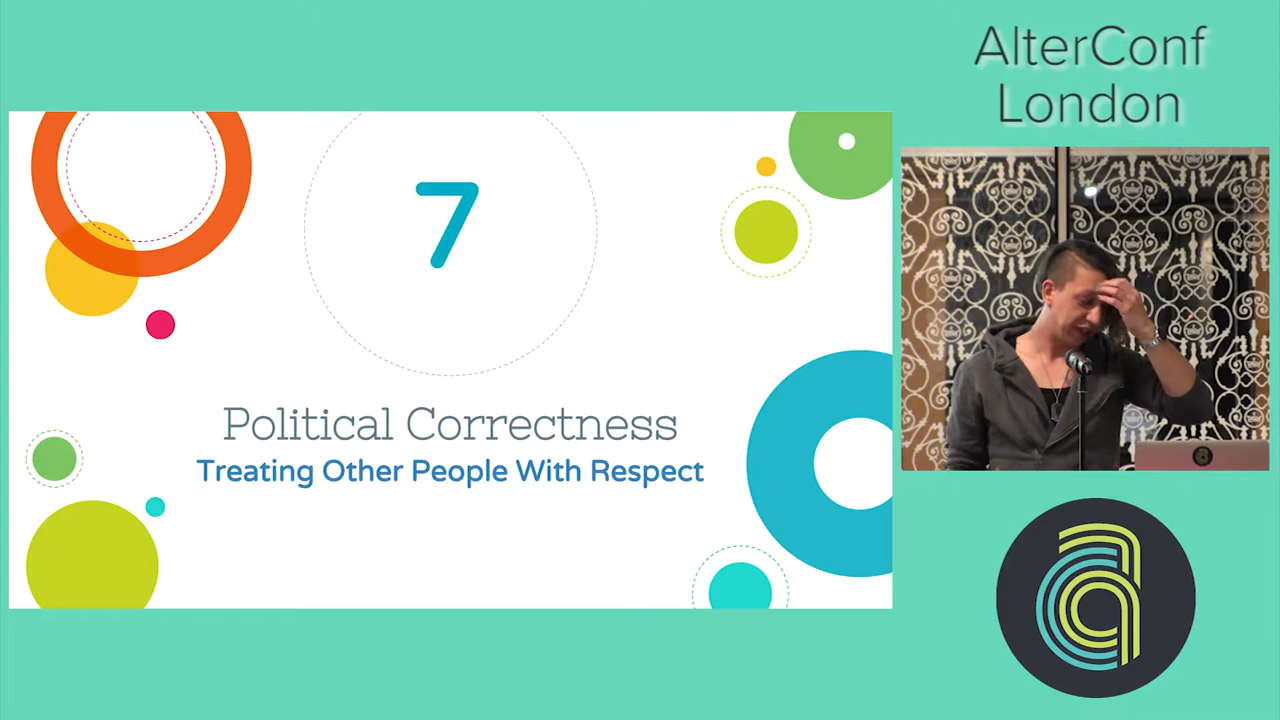 AlterConf
London
7
Political Correctness
Treating Other People With Respect